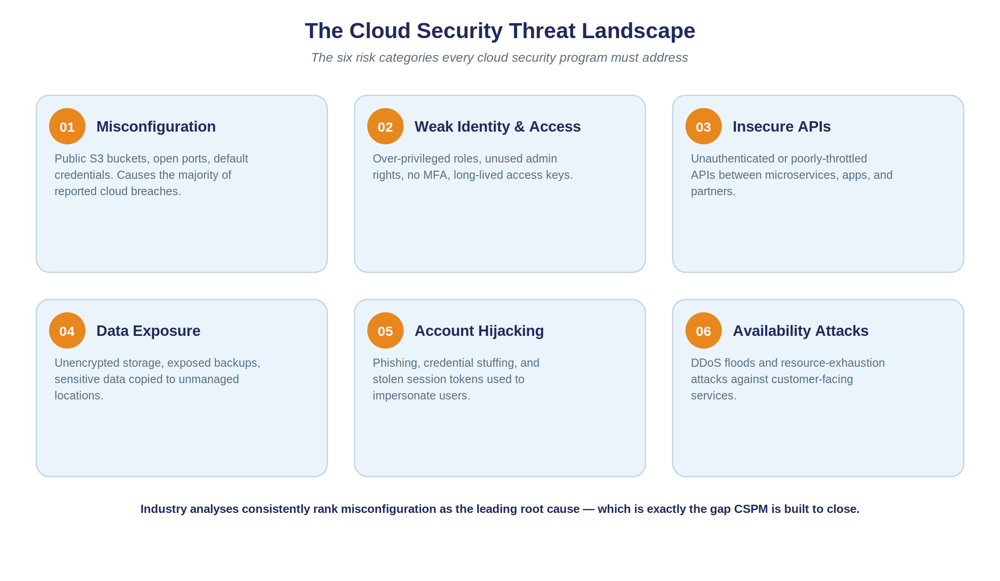 The Cloud Security Threat Landscape
The six risk categories every cloud security program must address
01 Misconfiguration
Public S3 buckets, open ports, default
credentials. Causes the majority of
reported cloud breaches.
02 Weak Identity & Access
Over-privileged roles, unused admin
rights, no MFA, long-lived access keys.
03 Insecure APIs
Unauthenticated or poorly-throttled
APIs between microservices, apps, and
partners.
04 Data Exposure
Unencrypted storage, exposed backups,
sensitive data copied to unmanaged
locations.
05 Account Hijacking
Phishing, credential stuffing, and
stolen session tokens used to
impersonate users.
06 Availability Attacks
DDoS floods and resource-exhaustion
attacks against customer-facing
services.
Industry analyses consistently rank misconfiguration as the leading root cause — which is exactly the gap CSPM is built to close.